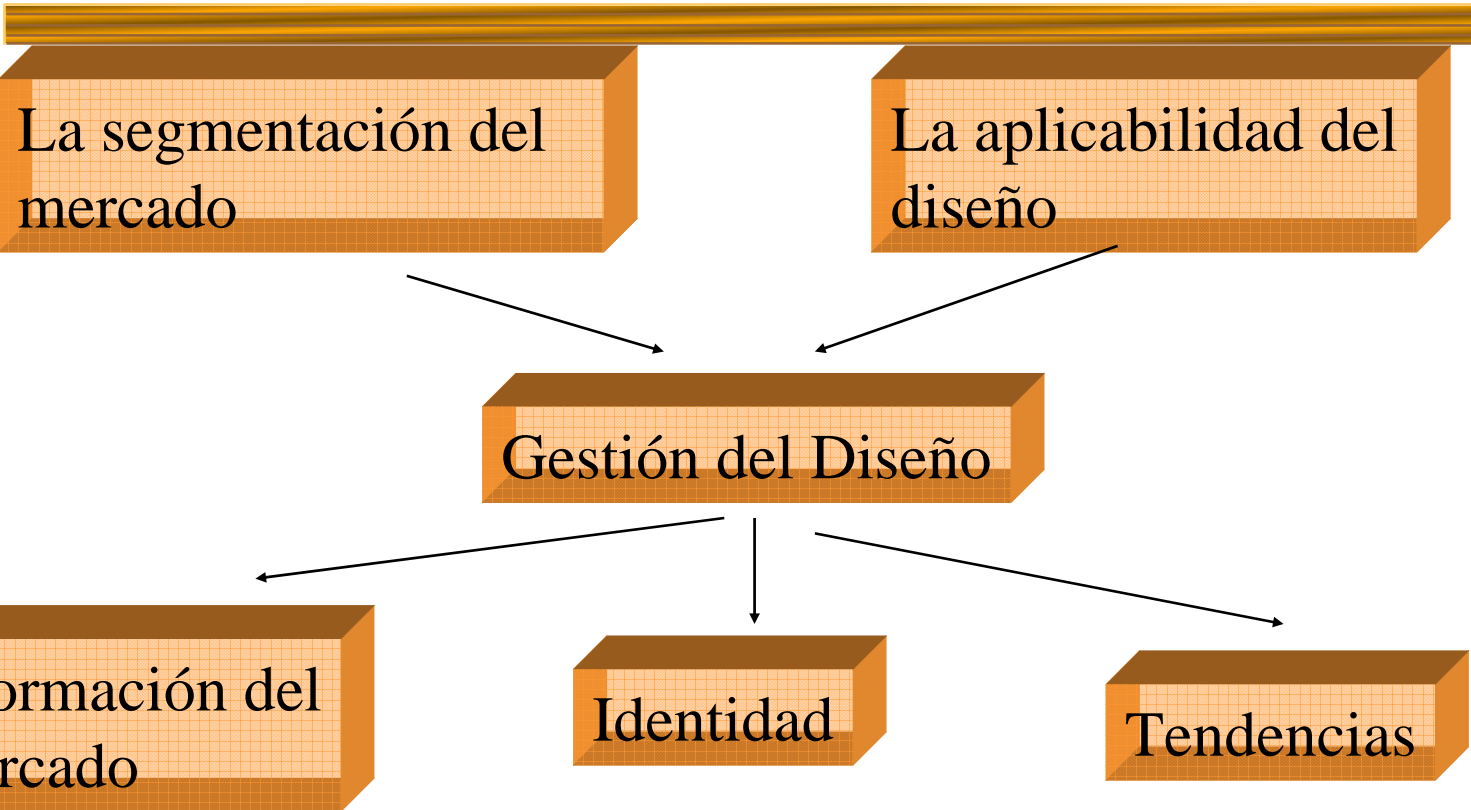 La segmentación del
mercado
La aplicabilidad del
diseño
Gestión del Diseño
ormación del
rcado
Identidad
Tendencias